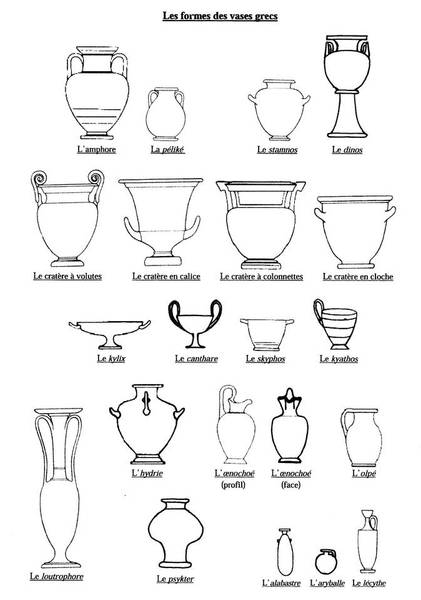 Les formes des vases grecs
L'amphore
La péliké
Le stamnos
Le dinos
Le cratère à volutes
Le cratère en calice
Le cratère à colonnettes
Le cratère en cloche
Le kylix
Le canthare
Le skyphos
Le kyathos
L'hydrie
L'œnochoé
(profil)
L'œnochoé
(face)
L'olpé
Le loutrophore
Le psykter
L'alabastre
L'aryballe
Le lécythe